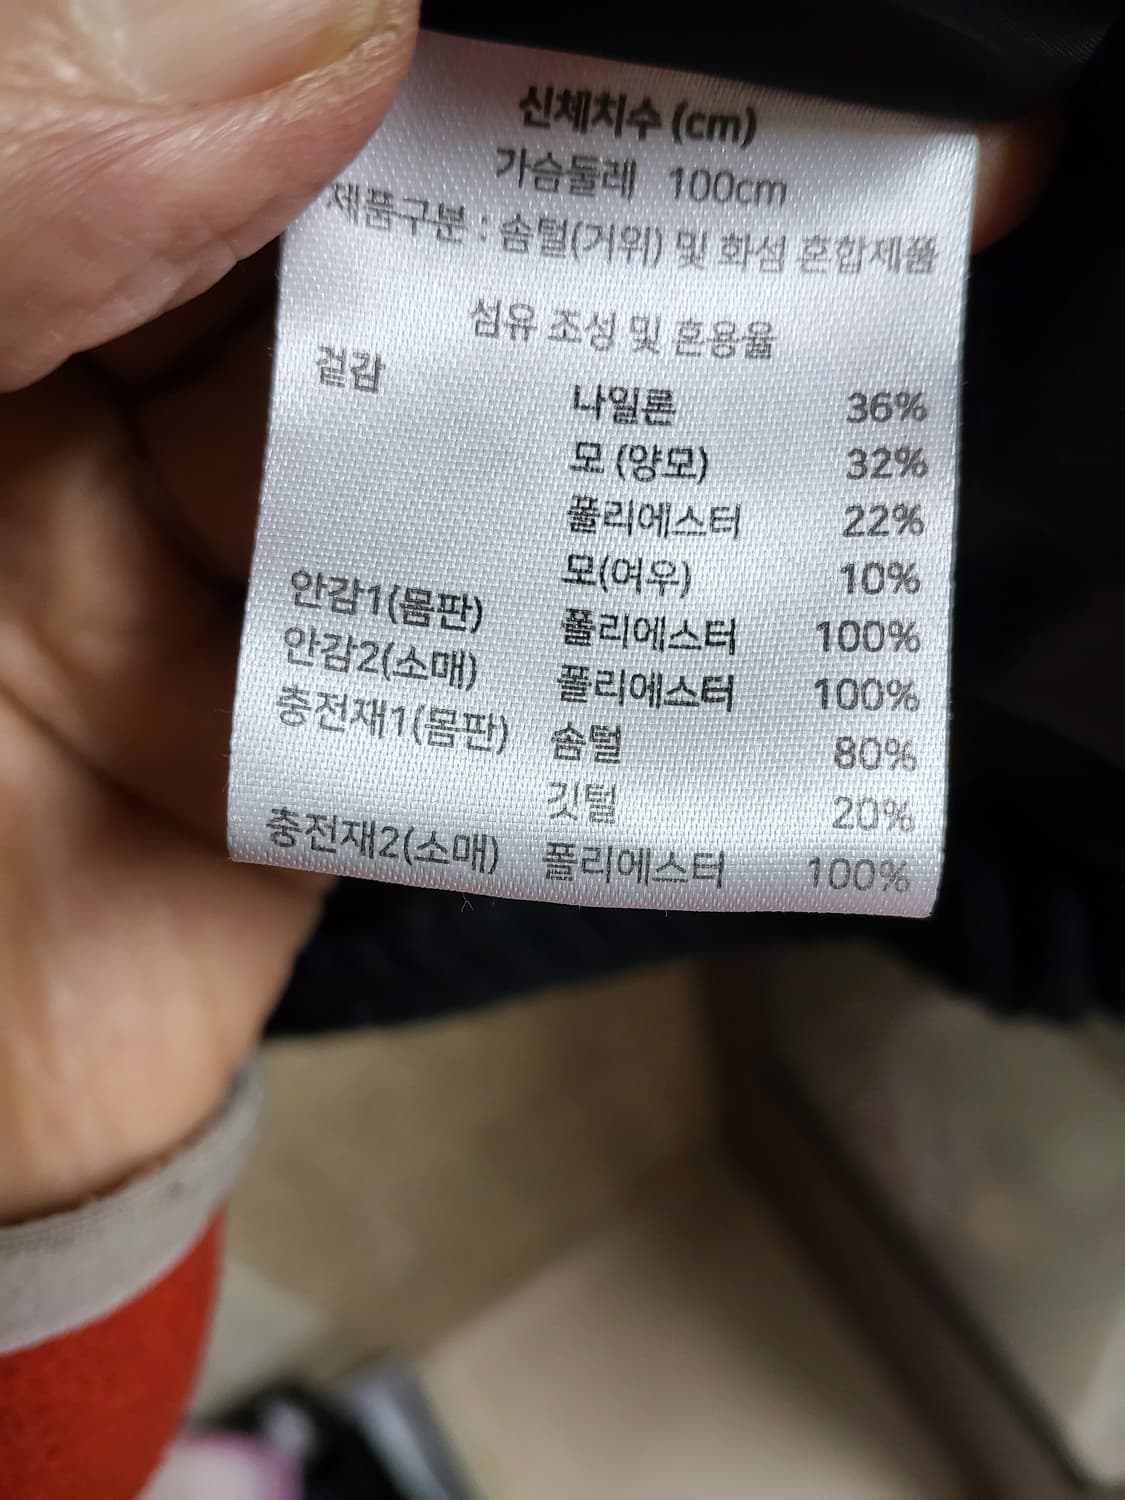 신체치수 (cm)
가슴둘레 100cm
제품구분 : 솜털(거위) 및 화섬 혼합제품
섬유 조성 및 혼용율
겉감 나일론 36%
모 (양모) 32%
폴리에스터 22%
모(여우) 10%
안감1(몸판) 폴리에스터 100%
안감2(소매) 폴리에스터 100%
충전재1(몸판) 솜털 80%
깃털 20%
충전재2(소매) 폴리에스터 100%